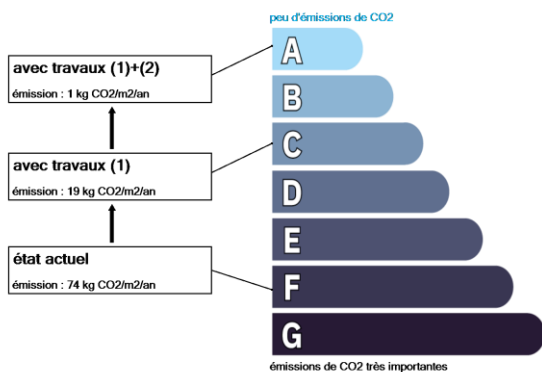 peu d'émissions de CO2
A
avec travaux (1)+(2)
émission : 1 kg CO2/m2/an
B
C
avec travaux (1)
émission : 19 kg CO2/m2/an
D
E
état actuel
émission : 74 kg CO2/m2/an
F
G
émissions de CO2 très importantes